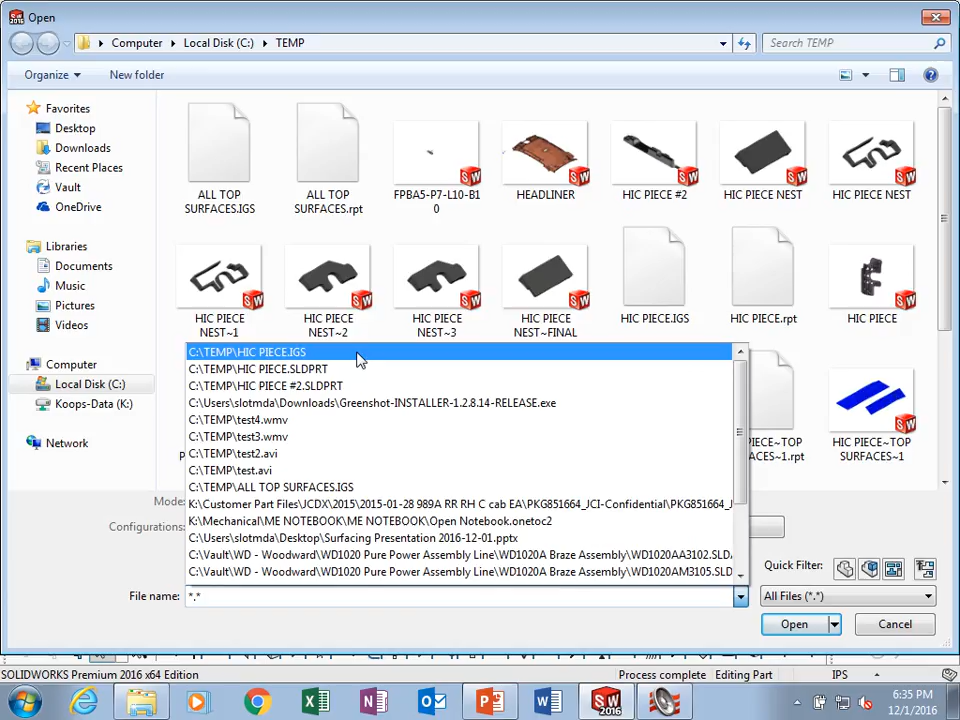 Open
Computer
Local Disk (C:)
TEMP
Search TEMP
Organize
New folder
Favorites
Desktop
Downloads
Recent Places
Vault
OneDrive
Libraries
Documents
Music
Pictures
Videos
Computer
Local Disk (C:)
Koops-Data (K:)
Network
ALL TOP
SURFACES.IGS
ALL TOP
SURFACES.rpt
FPBA5-P7-L10-B1
0
HEADLINER
HIC PIECE #2
HIC PIECE NEST
HIC PIECE NEST
HIC PIECE
NEST~1
HIC PIECE
NEST~2
HIC PIECE
NEST~3
HIC PIECE
NEST~FINAL
HIC PIECE.IGS
HIC PIECE.rpt
HIC PIECE
PIECE~TOP
SURFACES~1.rpt
HIC PIECE~TOP
SURFACES~1
C:\TEMP\HIC PIECE.IGS
C:\TEMP\HIC PIECE.SLDPRT
C:\TEMP\HIC PIECE #2.SLDPRT
C:\Users\slotmda\Downloads\Greenshot-INSTALLER-1.2.8.14-RELEASE.exe
C:\TEMP\test4.wmv
C:\TEMP\test3.wmv
C:\TEMP\test2.avi
C:\TEMP\test.avi
C:\TEMP\ALL TOP SURFACES.IGS
K:\Customer Part Files\JCDX\2015\2015-01-28 989A RR RH C cab EA\PKG851664_JCI-Confidential\PKG851664_J
K:\Mechanical\ME NOTEBOOK\ME NOTEBOOK\Open Notebook.onetoc2
C:\Users\slotmda\Desktop\Surfacing Presentation 2016-12-01.pptx
C:\Vault\WD - Woodward\WD1020 Pure Power Assembly Line\WD1020A Braze Assembly\WD1020AA3102.SLDA
C:\Vault\WD - Woodward\WD1020 Pure Power Assembly Line\WD1020A Braze Assembly\WD1020AM3105.SLD
Mode:
Configurations:
Quick Filter:
File name:
*.*
All Files (*.*)
Open
Cancel
SOLIDWORKS Premium 2016 x64 Edition
Process complete
Editing Part
IPS
6:35 PM
12/1/2016